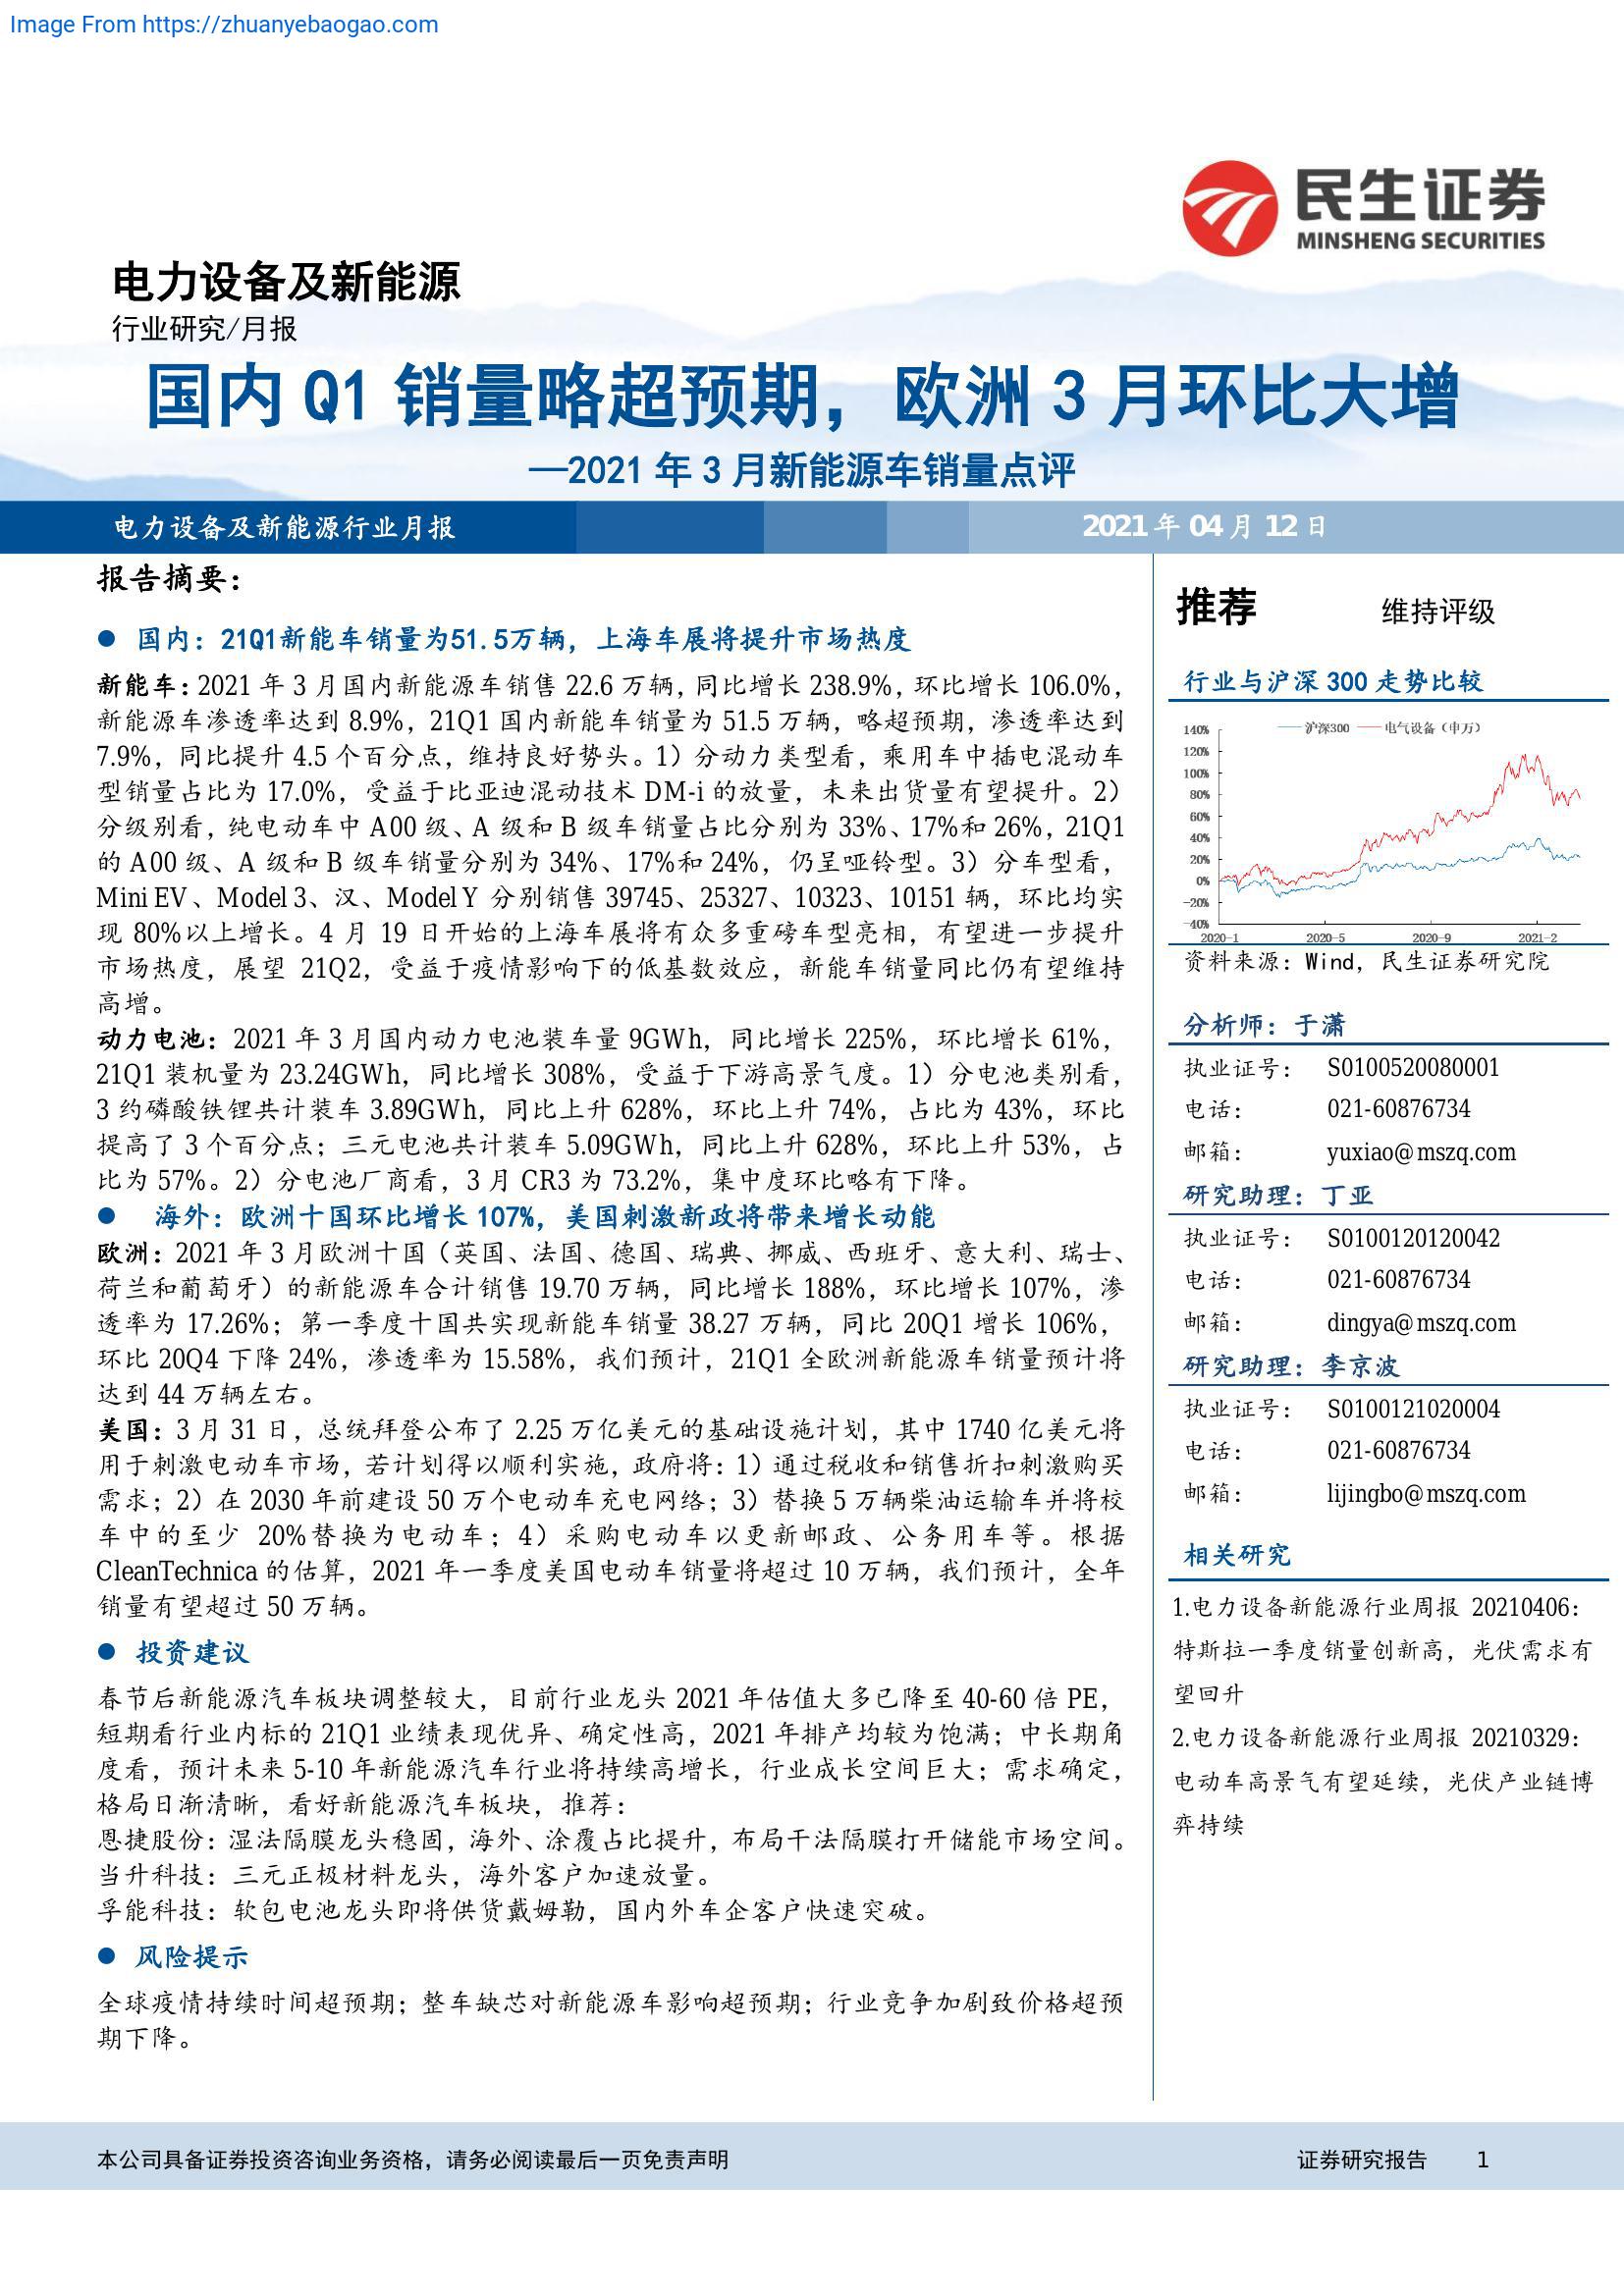 Image From https://zhuanyebaogao.com
民生证券
MINSHENG SECURITIES
电力设备及新能源
行业研究/月报
国内 Q1 销量略超预期，欧洲 3 月环比大增
—2021 年 3 月新能源车销量点评
电力设备及新能源行业月报
2021 年 04 月 12 日
报告摘要：
● 国内：21Q1新能车销量为51.5万辆，上海车展将提升市场热度
新能车：2021 年 3 月国内新能源车销售 22.6 万辆，同比增长 238.9%，环比增长 106.0%，
新能源车渗透率达到 8.9%，21Q1 国内新能车销量为 51.5 万辆，略超预期，渗透率达到
7.9%，同比提升 4.5 个百分点，维持良好势头。1）分动力类型看，乘用车中插电混动车
型销量占比为 17.0%，受益于比亚迪混动技术 DM-i 的放量，未来出货量有望提升。2）
分级别看，纯电动车中 A00 级、A 级和 B 级车销量占比分别为 33%、17%和 26%，21Q1
的 A00 级、A 级和 B 级车销量分别为 34%、17%和 24%，仍呈哑铃型。3）分车型看，
Mini EV、Model 3、汉、Model Y 分别销售 39745、25327、10323、10151 辆，环比均实
现 80%以上增长。4 月 19 日开始的上海车展将有众多重磅车型亮相，有望进一步提升
市场热度，展望 21Q2，受益于疫情影响下的低基数效应，新能车销量同比仍有望维持
高增。
动力电池：2021 年 3 月国内动力电池装车量 9GWh，同比增长 225%，环比增长 61%，
21Q1 装机量为 23.24GWh，同比增长 308%，受益于下游高景气度。1）分电池类别看，
3 约磷酸铁锂共计装车 3.89GWh，同比上升 628%，环比上升 74%，占比为 43%，环比
提高了 3 个百分点；三元电池共计装车 5.09GWh，同比上升 628%，环比上升 53%，占
比为 57%。2）分电池厂商看，3 月 CR3 为 73.2%，集中度环比略有下降。
● 海外：欧洲十国环比增长 107%，美国刺激新政将带来增长动能
欧洲：2021 年 3 月欧洲十国（英国、法国、德国、瑞典、挪威、西班牙、意大利、瑞士、
荷兰和葡萄牙）的新能源车合计销售 19.70 万辆，同比增长 188%，环比增长 107%，渗
透率为 17.26%；第一季度十国共实现新能车销量 38.27 万辆，同比 20Q1 增长 106%，
环比 20Q4 下降 24%，渗透率为 15.58%，我们预计，21Q1 全欧洲新能源车销量预计将
达到 44 万辆左右。
美国：3 月 31 日，总统拜登公布了 2.25 万亿美元的基础设施计划，其中 1740 亿美元将
用于刺激电动车市场，若计划得以顺利实施，政府将：1）通过税收和销售折扣刺激购买
需求；2）在 2030 年前建设 50 万个电动车充电网络；3）替换 5 万辆柴油运输车并将校
车中的至少 20%替换为电动车；4）采购电动车以更新邮政、公务用车等。根据
CleanTechnica 的估算，2021 年一季度美国电动车销量将超过 10 万辆，我们预计，全年
销量有望超过 50 万辆。
● 投资建议
春节后新能源汽车板块调整较大，目前行业龙头 2021 年估值大多已降至 40-60 倍 PE，
短期看行业内标的 21Q1 业绩表现优异、确定性高，2021 年排产均较为饱满；中长期角
度看，预计未来 5-10 年新能源汽车行业将持续高增长，行业成长空间巨大；需求确定，
格局日渐清晰，看好新能源汽车板块，推荐：
恩捷股份：湿法隔膜龙头稳固，海外、涂覆占比提升，布局干法隔膜打开储能市场空间。
当升科技：三元正极材料龙头，海外客户加速放量。
孚能科技：软包电池龙头即将供货戴姆勒，国内外车企客户快速突破。
● 风险提示
全球疫情持续时间超预期；整车缺芯对新能源车影响超预期；行业竞争加剧致价格超预
期下降。
推荐 维持评级
行业与沪深 300 走势比较
沪深300 电气设备（申万）
140%
120%
100%
80%
60%
40%
20%
0%
-20%
-40%
2020-1 2020-5 2020-9 2021-2
资料来源：Wind，民生证券研究院
分析师：于潇
执业证号： S0100520080001
电话： 021-60876734
邮箱： yuxiao@mszq.com
研究助理：丁亚
执业证号： S0100120120042
电话： 021-60876734
邮箱： dingya@mszq.com
研究助理：李京波
执业证号： S0100121020004
电话： 021-60876734
邮箱： lijingbo@mszq.com
相关研究
1.电力设备新能源行业周报 20210406：
特斯拉一季度销量创新高，光伏需求有
望回升
2.电力设备新能源行业周报 20210329：
电动车高景气有望延续，光伏产业链博
弈持续
本公司具备证券投资咨询业务资格，请务必阅读最后一页免责声明
证券研究报告 1